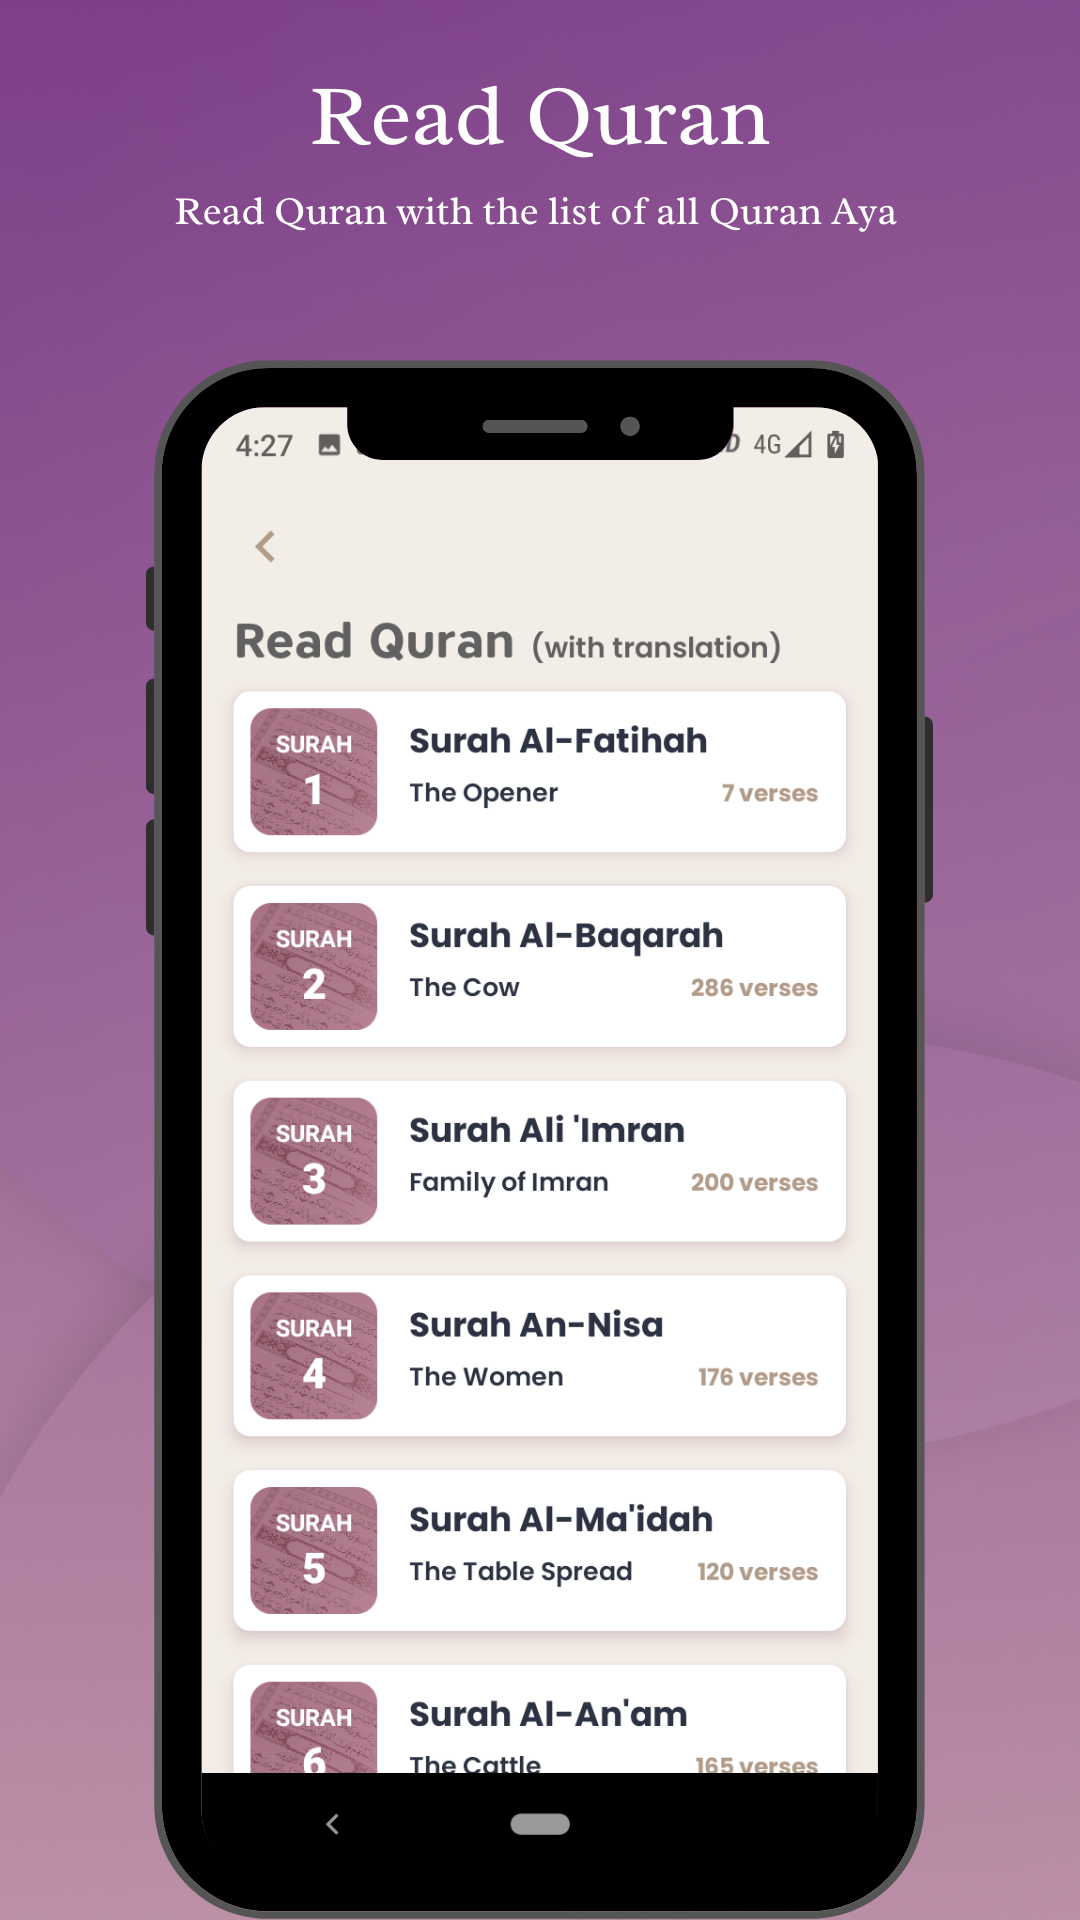 Read Quran
Read Quran with the list of all Quran Aya
4:27
4G
Read Quran (with translation)
SURAH
1
Surah Al-Fatihah
The Opener
7 verses
SURAH
2
Surah Al-Baqarah
The Cow
286 verses
SURAH
3
Surah Ali 'Imran
Family of Imran
200 verses
SURAH
4
Surah An-Nisa
The Women
176 verses
SURAH
5
Surah Al-Ma'idah
The Table Spread
120 verses
SURAH
6
Surah Al-An'am
The Cattle
165 verses